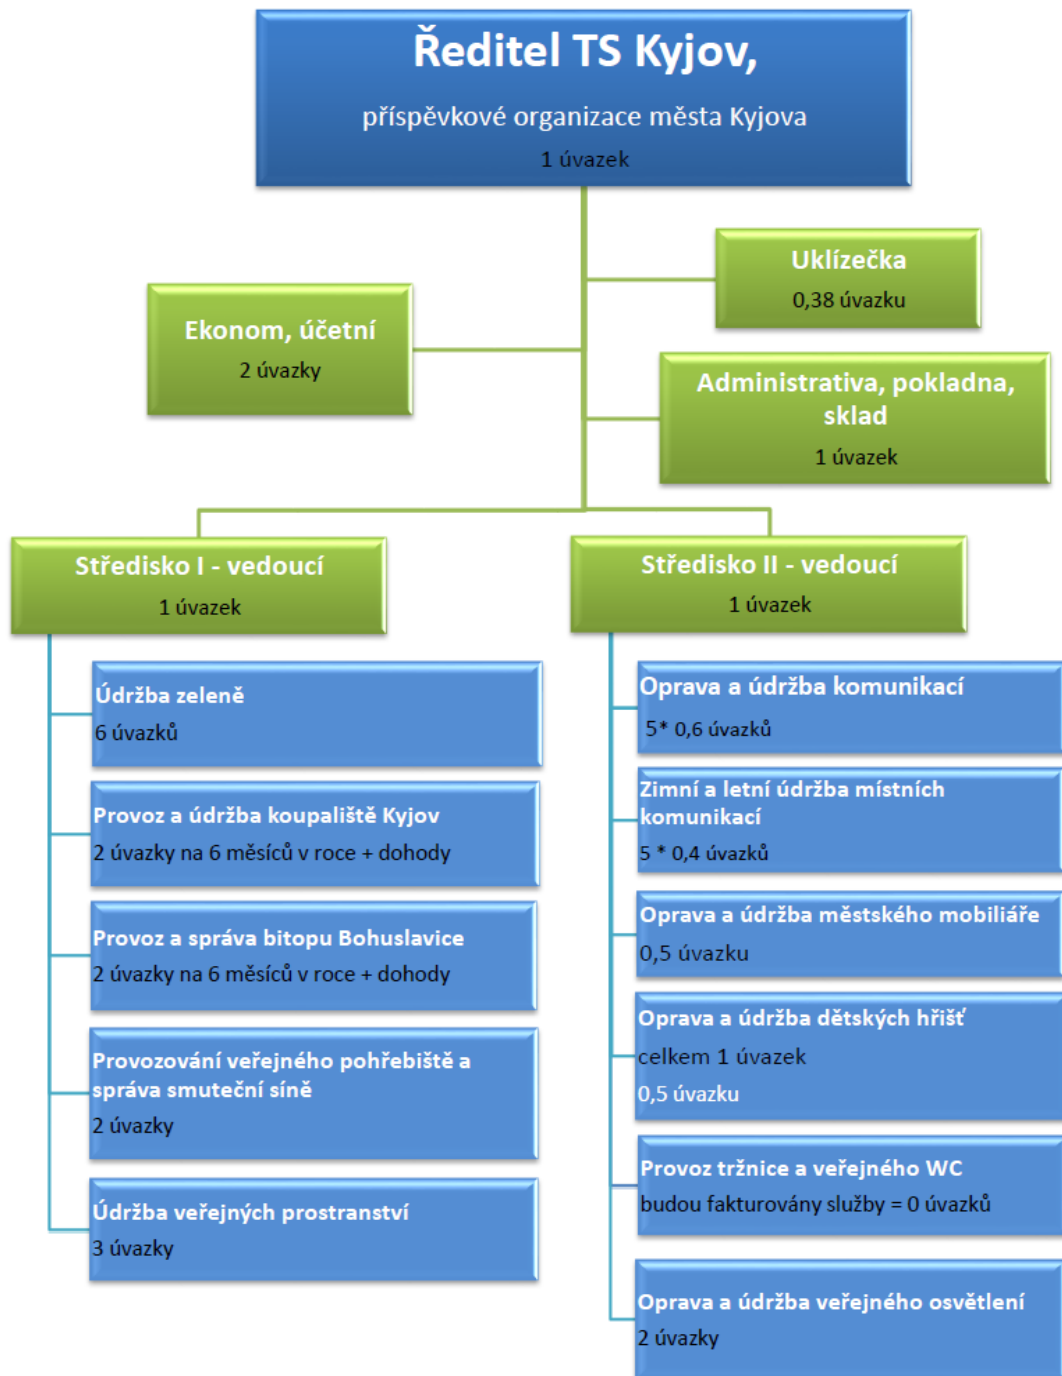 Ředitel TS Kyjov,
příspěvkové organizace města Kyjova
1 úvazek
Uklízečka
0,38 úvazku
Ekonom, účetní
2 úvazky
Administrativa, pokladna,
sklad
1 úvazek
Středisko I - vedoucí
1 úvazek
Údržba zeleně
6 úvazků
Provoz a údržba koupaliště Kyjov
2 úvazky na 6 měsíců v roce + dohody
Provoz a správa bitopu Bohuslavice
2 úvazky na 6 měsíců v roce + dohody
Provozování veřejného pohřebiště a
správa smuteční síně
2 úvazky
Údržba veřejných prostranství
3 úvazky
Středisko II - vedoucí
1 úvazek
Oprava a údržba komunikací
5* 0,6 úvazků
Zimní a letní údržba místních
komunikací
5 * 0,4 úvazků
Oprava a údržba městského mobiliáře
0,5 úvazku
Oprava a údržba dětských hřišť
celkem 1 úvazek
0,5 úvazku
Provoz tržnice a veřejného WC
budou fakturovány služby = 0 úvazků
Oprava a údržba veřejného osvětlení
2 úvazky